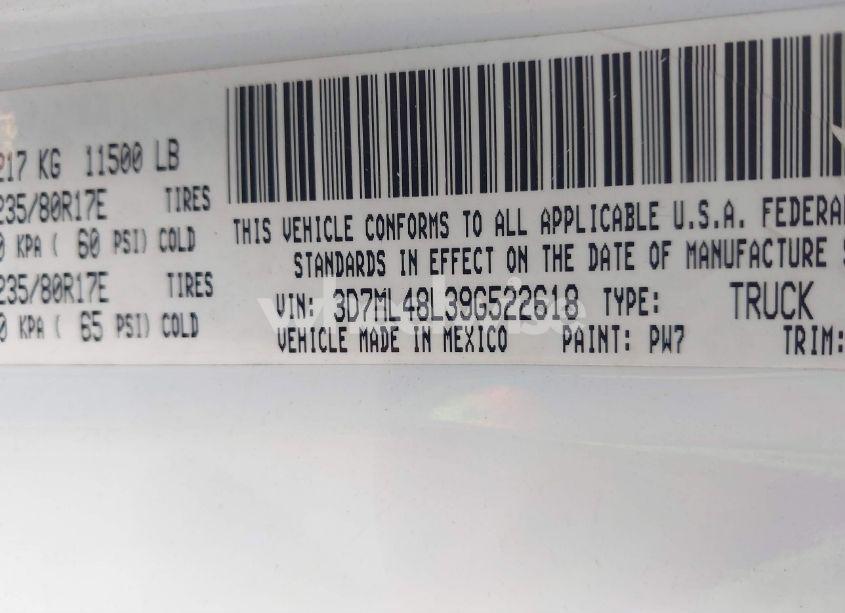 217 KG 11500 LB
235/80R17E TIRES
0 KPA ( 60 PSI) COLD
235/80R17E TIRES
0 KPA ( 65 PSI) COLD
THIS VEHICLE CONFORMS TO ALL APPLICABLE U.S.A. FEDERAL
STANDARDS IN EFFECT ON THE DATE OF MANUFACTURE S
VIN: 3D7ML48L39G522618 TYPE: TRUCK
VEHICLE MADE IN MEXICO PAINT: PW7 TRIM: